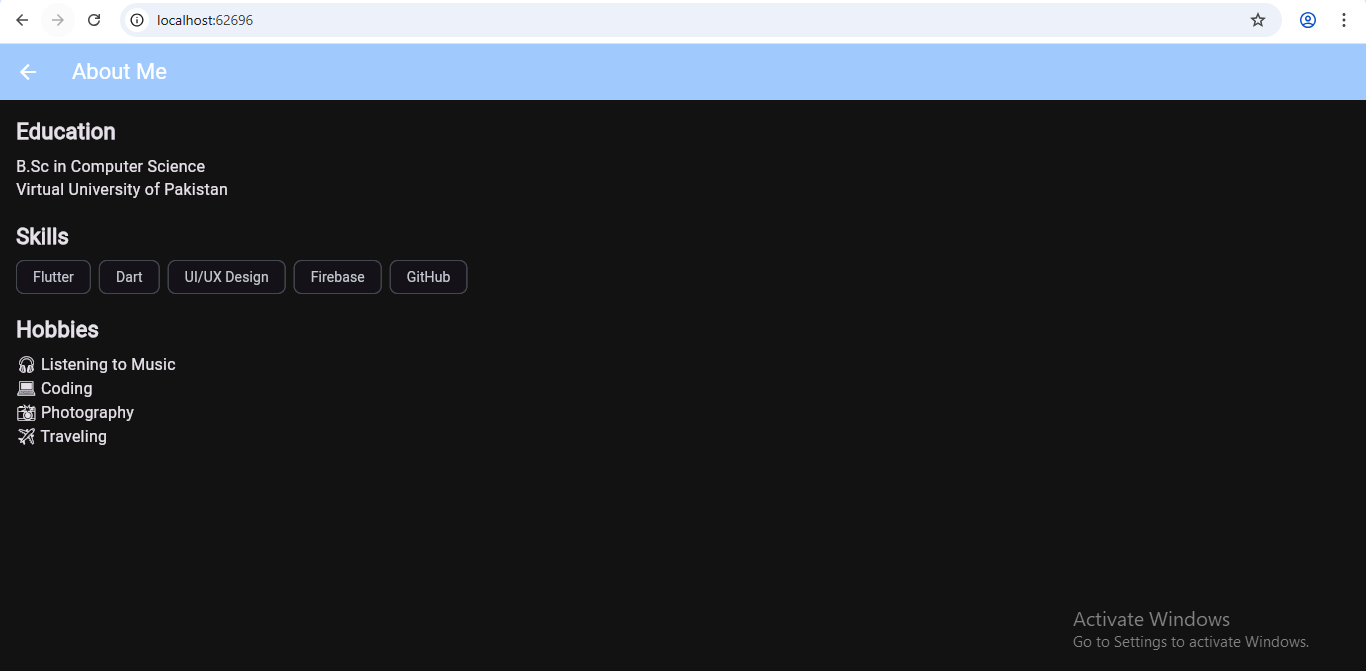 localhost:62696
About Me
Education
B.Sc in Computer Science
Virtual University of Pakistan
Skills
Flutter Dart UI/UX Design Firebase GitHub
Hobbies
🎧 Listening to Music
💻 Coding
📸 Photography
✈ Traveling
Activate Windows
Go to Settings to activate Windows.